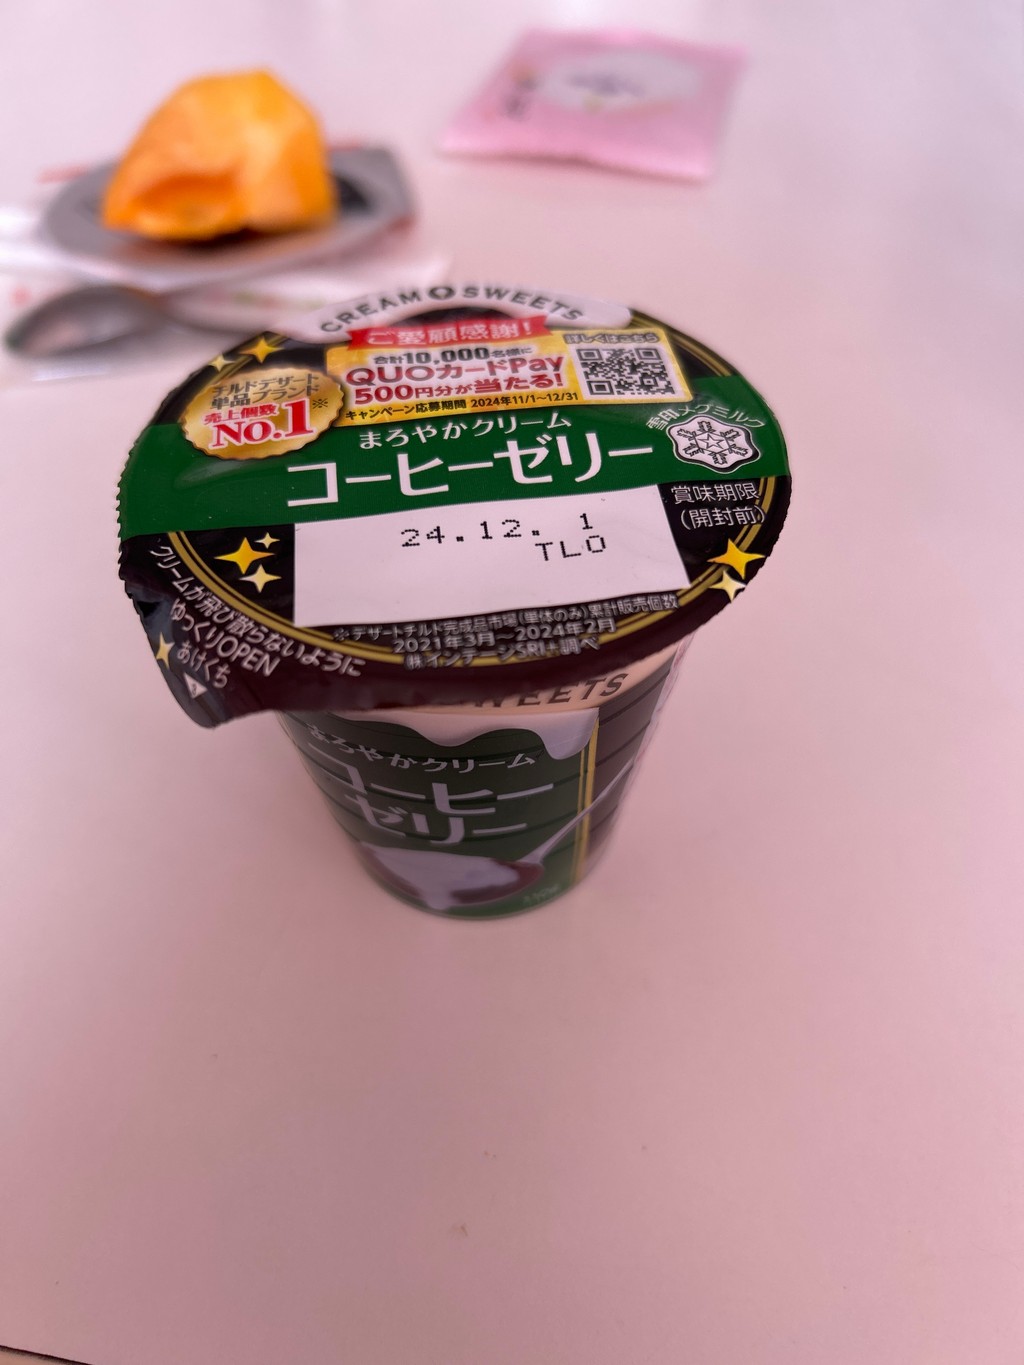 CREAM SWEETS
ご愛顧感謝!
合計10,000名様に
QUOカードPay
500円分が当たる!
キャンペーン応募期間 2024年11/1〜12/31
詳しくはこちら
チルドデザート
単品ブランド
売上個数※
No.1
雪印メグミルク
まろやかクリーム
コーヒーゼリー
賞味期限
(開封前)
24.12. 1
TLO
※デザートチルド完成品市場(単体のみ)累計販売個数
2021年3月〜2024年2月
㈱インテージSRI+調べ
クリームが飛び散らないように
ゆっくりOPEN
あけくち
SWEETS
まろやかクリーム
コーヒー
ゼリー